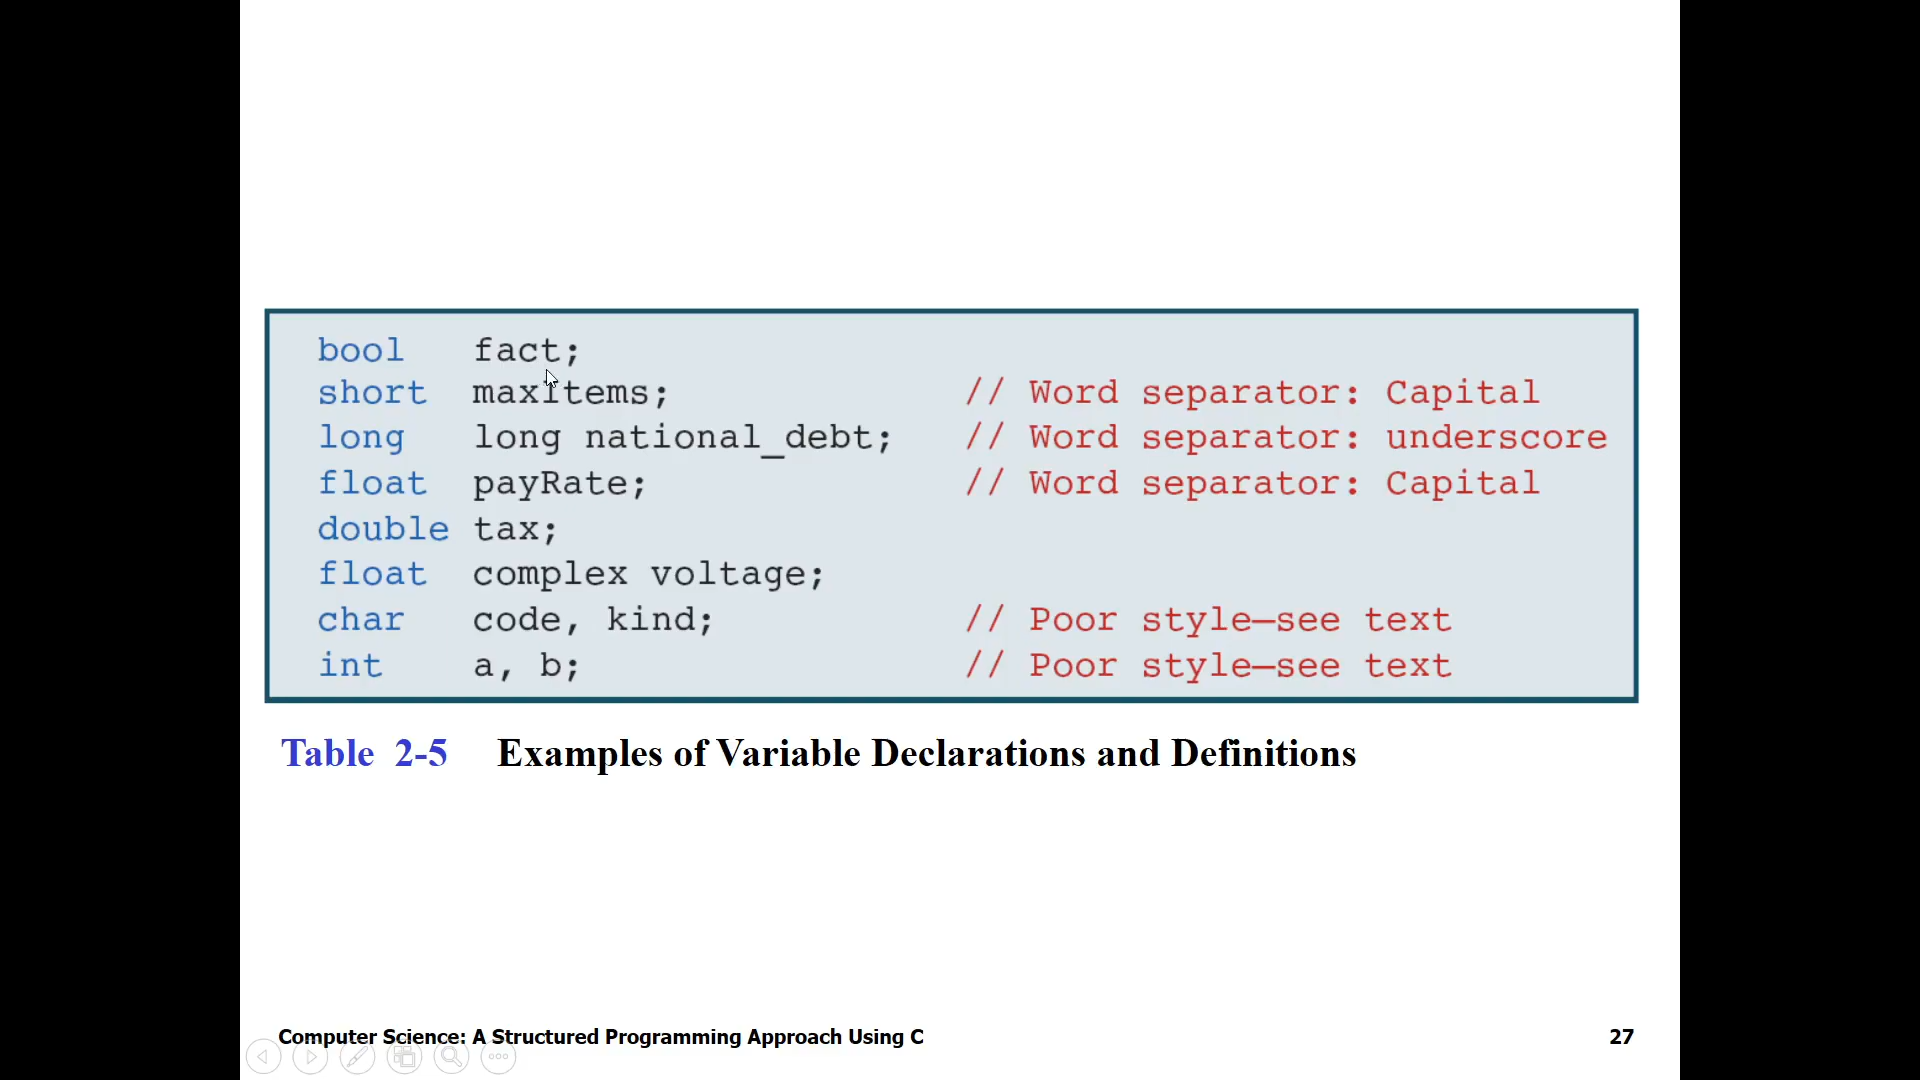 bool fact;
short maxItems; // Word separator: Capital
long long national_debt; // Word separator: underscore
float payRate; // Word separator: Capital
double tax;
float complex voltage;
char code, kind; // Poor style—see text
int a, b; // Poor style—see text
Table 2-5 Examples of Variable Declarations and Definitions
Computer Science: A Structured Programming Approach Using C 27